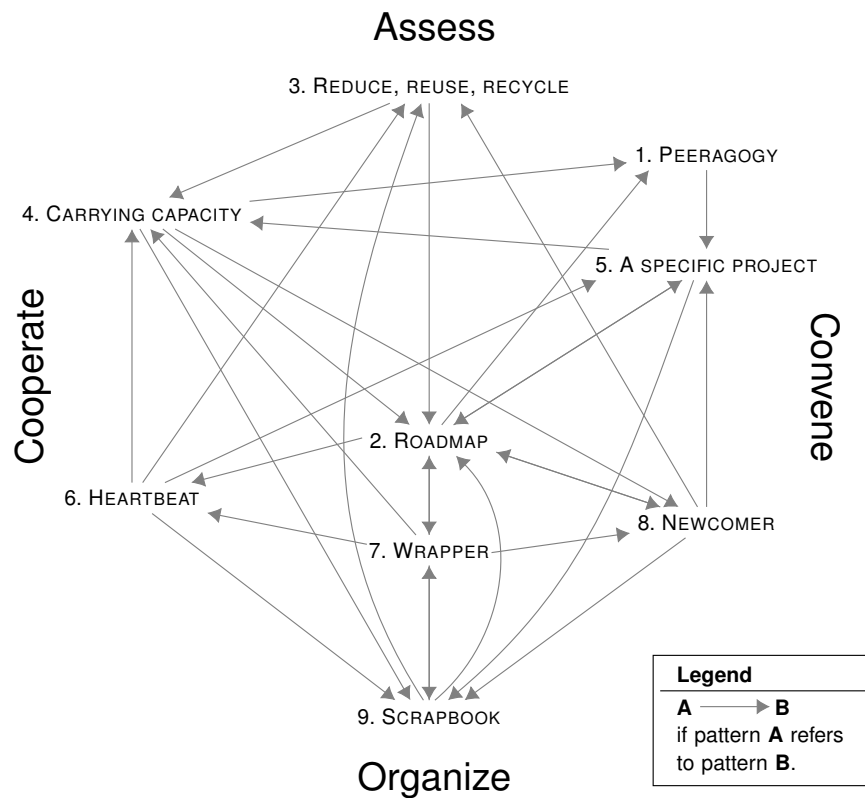 Assess
3. REDUCE, REUSE, RECYCLE
1. PEERAGOGY
4. CARRYING CAPACITY
5. A SPECIFIC PROJECT
Cooperate
Convene
2. ROADMAP
6. HEARTBEAT
8. NEWCOMER
7. WRAPPER
9. SCRAPBOOK
Organize
Legend
A B
if pattern A refers
to pattern B.